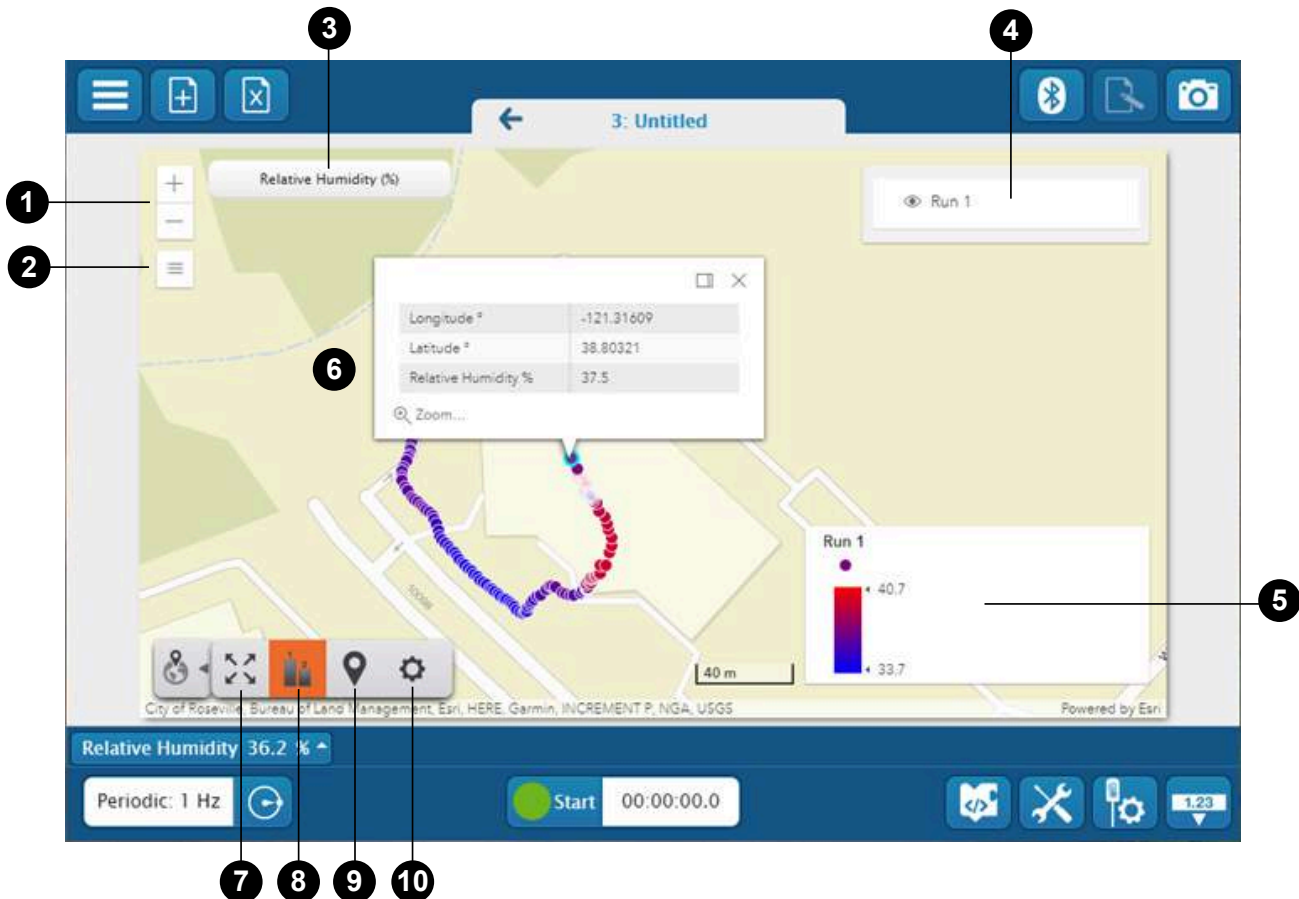 3
4
3: Untitled
Relative Humidity (%)
1
Run 1
2
Longitude °
-121.31609
Latitude °
38.80321
6
Relative Humidity %
37.5
Zoom...
Run 1
40.7
5
40 m
33.7
City of Roseville, Bureau of Land Management, Esri, HERE, Garmin, INCREMENT P, NGA, USGS
Powered by Esri
Relative Humidity 36.2 %
Periodic: 1 Hz
Start
00:00:00.0
</>
1.23
7
8
9
10